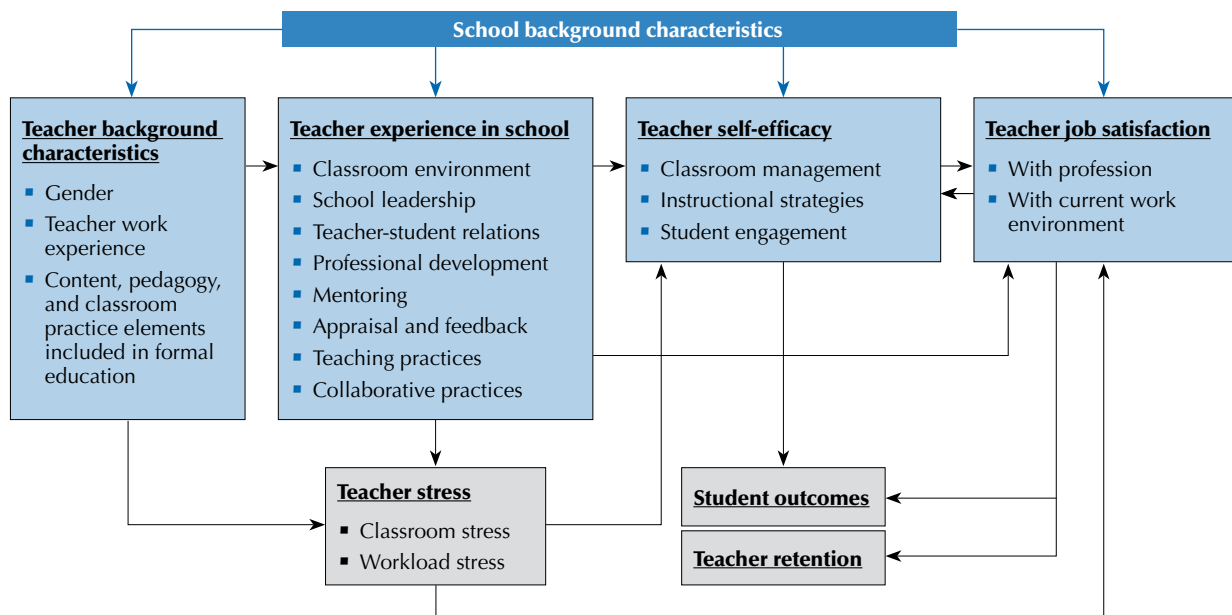 School background characteristics
Teacher background
characteristics
Gender
Teacher work
experience
Content, pedagogy,
and classroom
practice elements
included in formal
education
Teacher experience in school
Classroom environment
School leadership
Teacher-student relations
Professional development
Mentoring
Appraisal and feedback
Teaching practices
Collaborative practices
Teacher self-efficacy
Classroom management
Instructional strategies
Student engagement
Teacher job satisfaction
With profession
With current work
environment
Teacher stress
Classroom stress
Workload stress
Student outcomes
Teacher retention